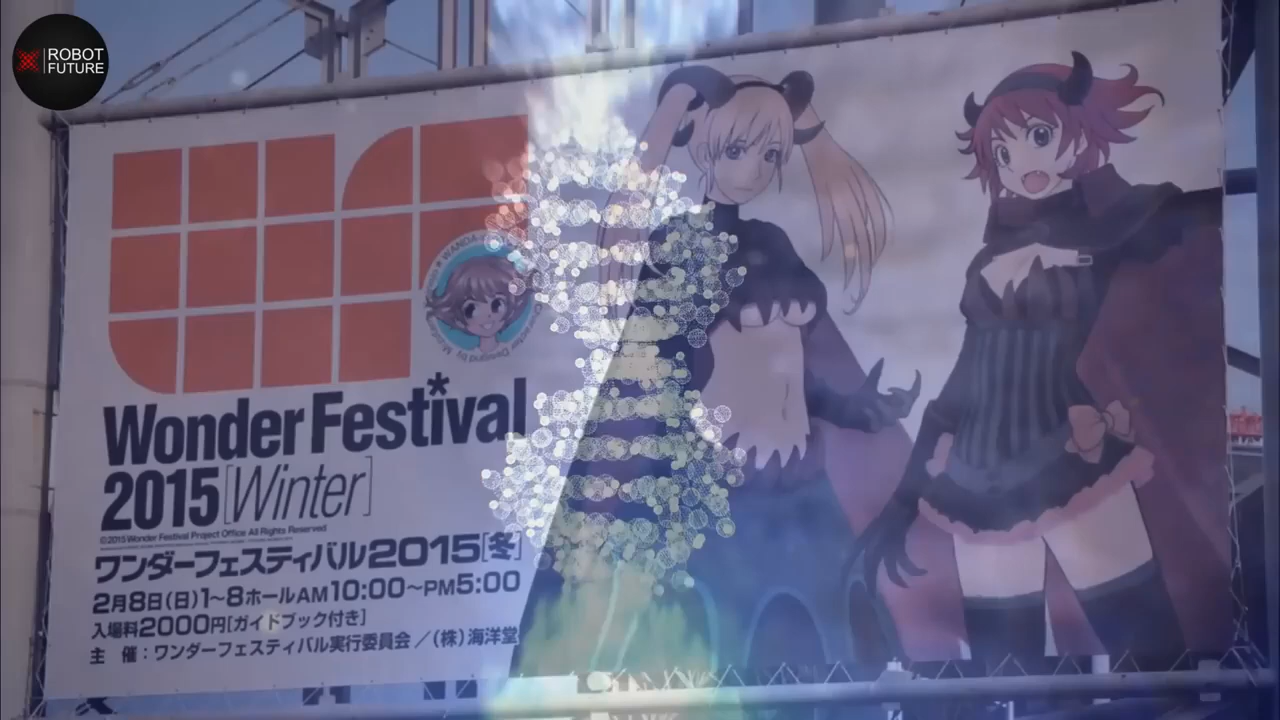 ROBOT
FUTURE
Wonder Festival
2015[Winter]
©2015 Wonder Festival Project Office All Rights Reserved
ワンダーフェスティバル2015[冬]
2月8日(日)1~8ホールAM10:00~PM5:00
入場料2000円[ガイドブック付き]
主 催:ワンダーフェスティバル実行委員会/(株)海洋堂